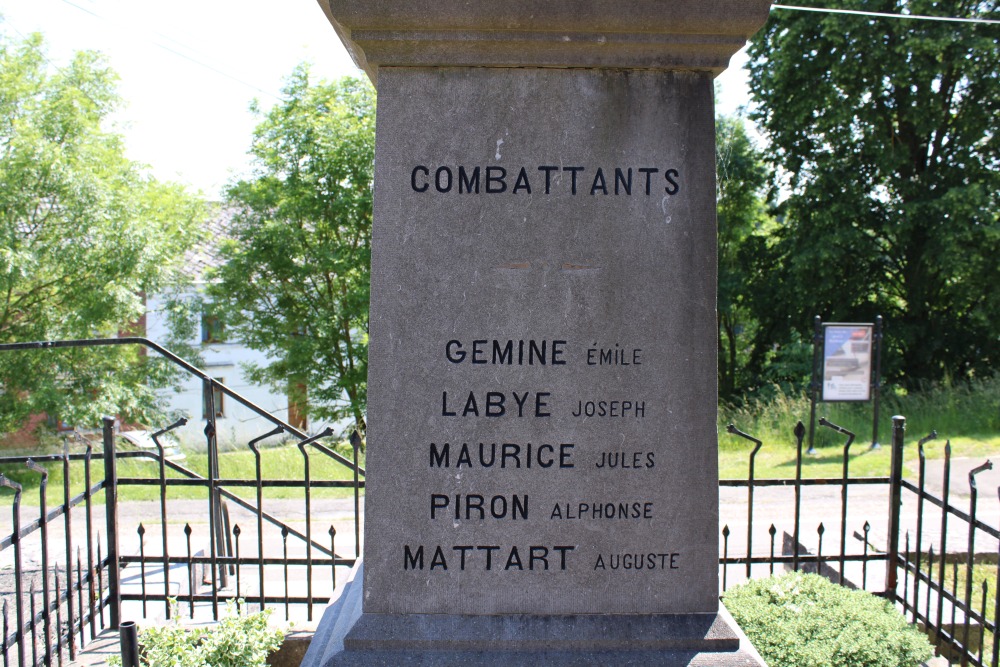 COMBATTANTS
GEMINE ÉMILE
LABYE JOSEPH
MAURICE JULES
PIRON ALPHONSE
MATTART AUGUSTE